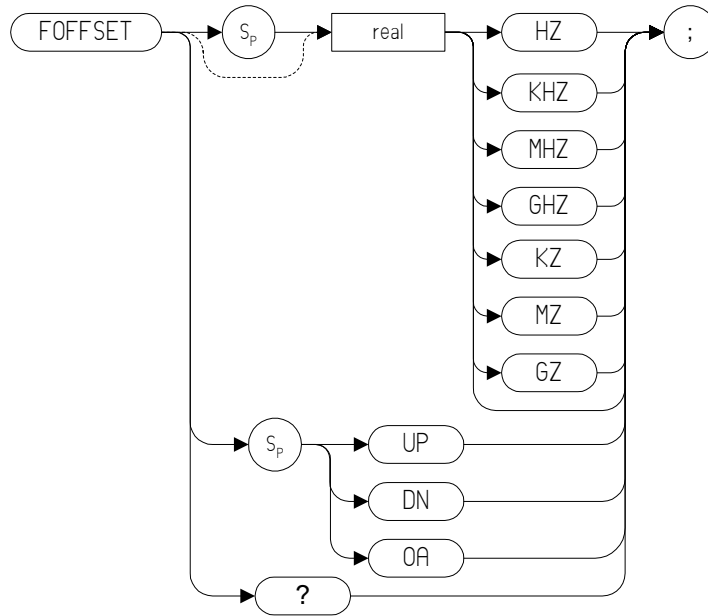 FOFFSET SP real HZ ;
KHZ
MHZ
GHZ
KZ
MZ
GZ
SP UP
DN
OA
?